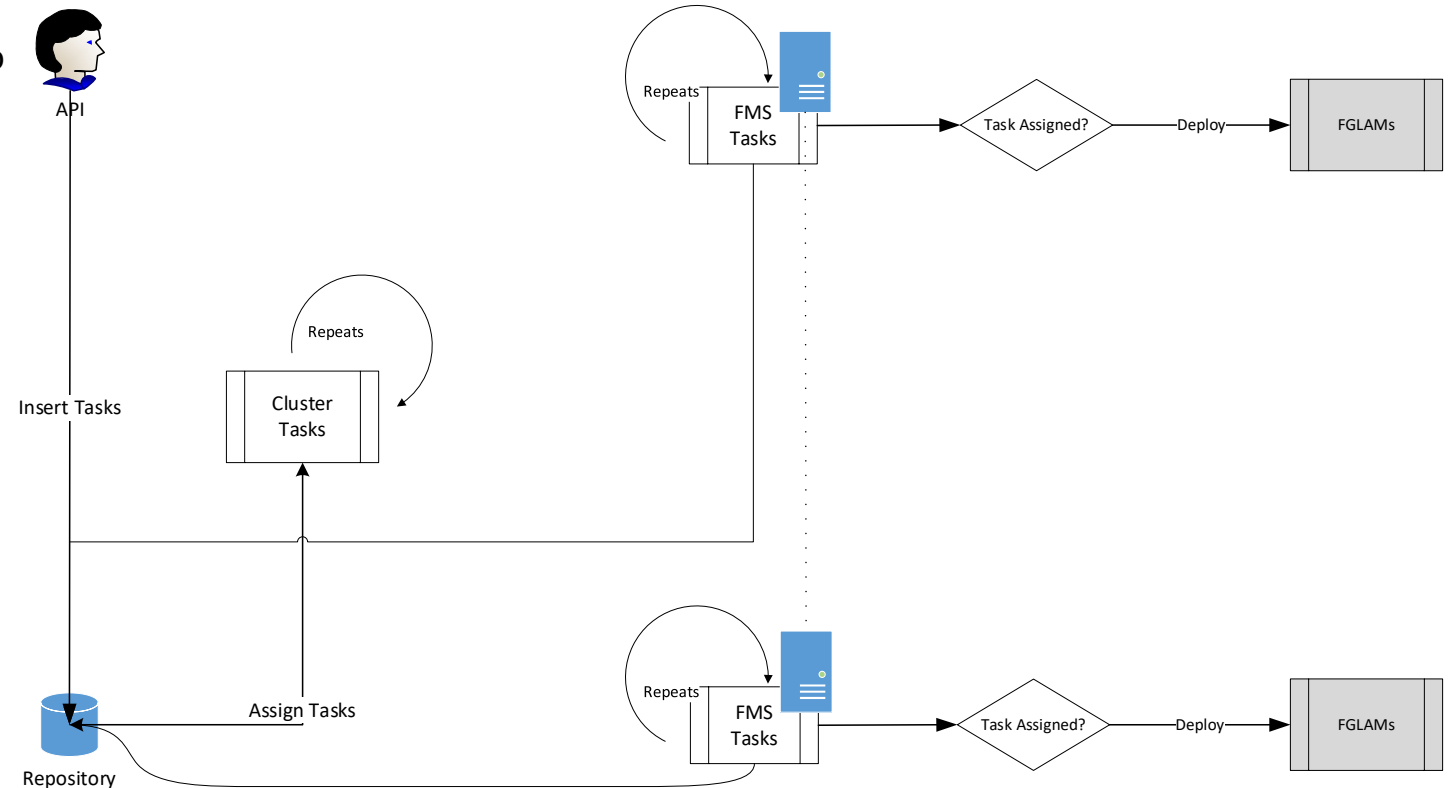 API
Repeats
FMS
Tasks
Task Assigned?
Deploy
FGLAMs
Repeats
Insert Tasks
Cluster
Tasks
Assign Tasks
Repeats
FMS
Tasks
Task Assigned?
Deploy
FGLAMs
Repository